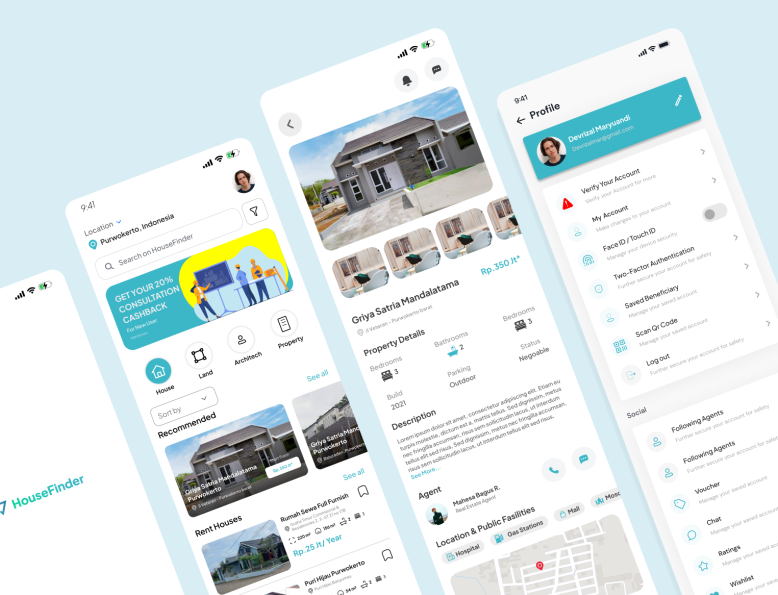 HouseFinder
9:41
Location
Purwokerto, Indonesia
Search on HouseFinder
GET YOUR 20%
CONSULTATION
CASHBACK
For New User
House
Land
Architech
Property
Sort by
See all
Recommended
Griya Satria Mandalatama
Purwokerto
Griya Satria Mand
Purwokerto
See all
Rent Houses
Rumah Sewa Full Furnish
Rp.25 Jt/ Year
Puri Hijau Purwokerto
Griya Satria Mandalatama
Rp.350 Jt*
Jl Veteran - Purwokerto barat
Property Details
Bedrooms
3
Bathrooms
2
Bedrooms
3
Build
2021
Parking
Outdoor
Status
Negoable
Description
Lorem ipsum dolor sit amet, consectetur adipiscing elit. Etiam eu
turpis molestie, dictum est a, mattis tellus. Sed dignissim, metus
nec fringilla accumsan, risus sem sollicitudin lacus, ut interdum
tellus elit sed risus. Sed dignissim, metus nec fringilla accumsan,
risus sem sollicitudin lacus, ut interdum tellus elit sed risus.
See More...
Agent
Mahesa Bagus R.
Real Estate Agent
Location & Public Fasilities
Hospital
Gas Stations
Mall
Mosc
9:41
Profile
Devrizal Maryuandi
Verify Your Account
Verify your Account for more
My Account
Make changes to your account
Face ID / Touch ID
Manage your device security
Two-Factor Authentication
Further secure your account for safety
Saved Beneficiary
Manage your saved account
Scan Qr Code
Manage your saved account
Log out
Further secure your account for safety
Social
Following Agents
Further secure your account for safety
Following Agents
Further secure your account for safety
Voucher
Manage your saved account
Chat
Manage your saved account
Ratings
Manage your saved
Wishlist